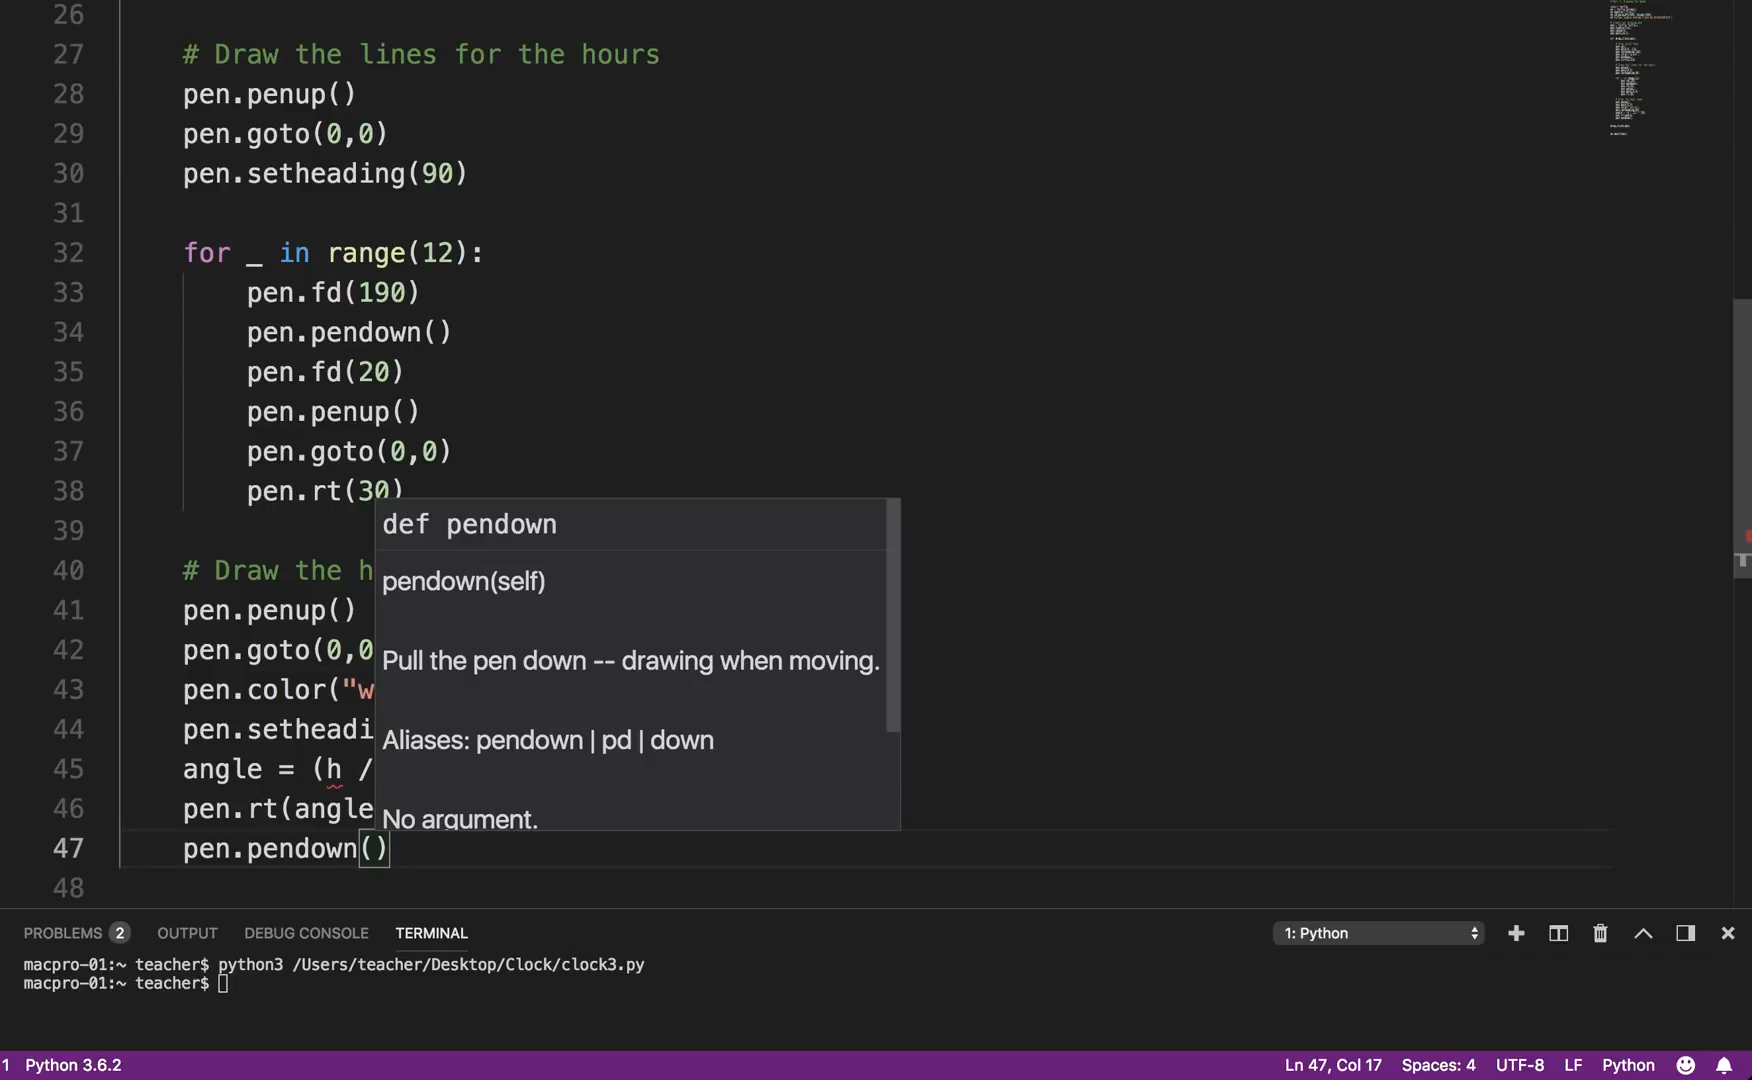 26
27 # Draw the lines for the hours
28 pen.penup()
29 pen.goto(0,0)
30 pen.setheading(90)
31
32 for _ in range(12):
33 pen.fd(190)
34 pen.pendown()
35 pen.fd(20)
36 pen.penup()
37 pen.goto(0,0)
38 pen.rt(30)
39
def pendown
40 # Draw the h
pendown(self)
41 pen.penup()
42 pen.goto(0,0
Pull the pen down -- drawing when moving.
43 pen.color("w
44 pen.setheadi
Aliases: pendown | pd | down
45 angle = (h /
46 pen.rt(angle
No argument.
47 pen.pendown()
48
PROBLEMS 2 OUTPUT DEBUG CONSOLE TERMINAL 1: Python
macpro-01:~ teacher$ python3 /Users/teacher/Desktop/Clock/clock3.py
macpro-01:~ teacher$
1 Python 3.6.2 Ln 47, Col 17 Spaces: 4 UTF-8 LF Python